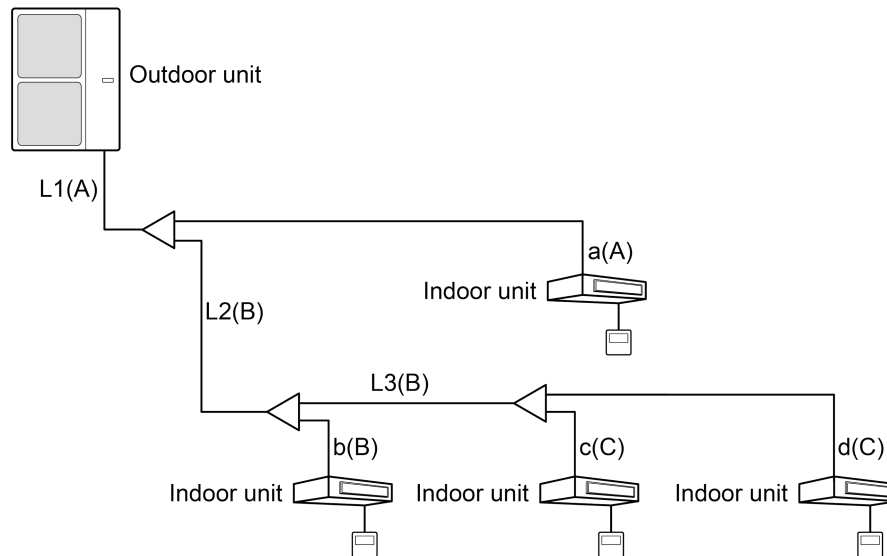 Outdoor unit
L1(A)
a(A)
Indoor unit
L2(B)
L3(B)
b(B)
c(C)
d(C)
Indoor unit
Indoor unit
Indoor unit